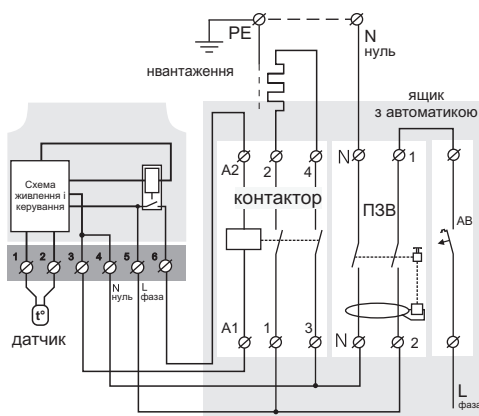 PE
N
нуль
нвантаження
ящик
з автоматикою
A2
2
4
N
1
Схема
живлення і
керування
контактор
ПЗВ
АВ
1
2
3
4
5
6
N
нуль
L
фаза
t°
датчик
A1
1
3
N
2
L
фаза